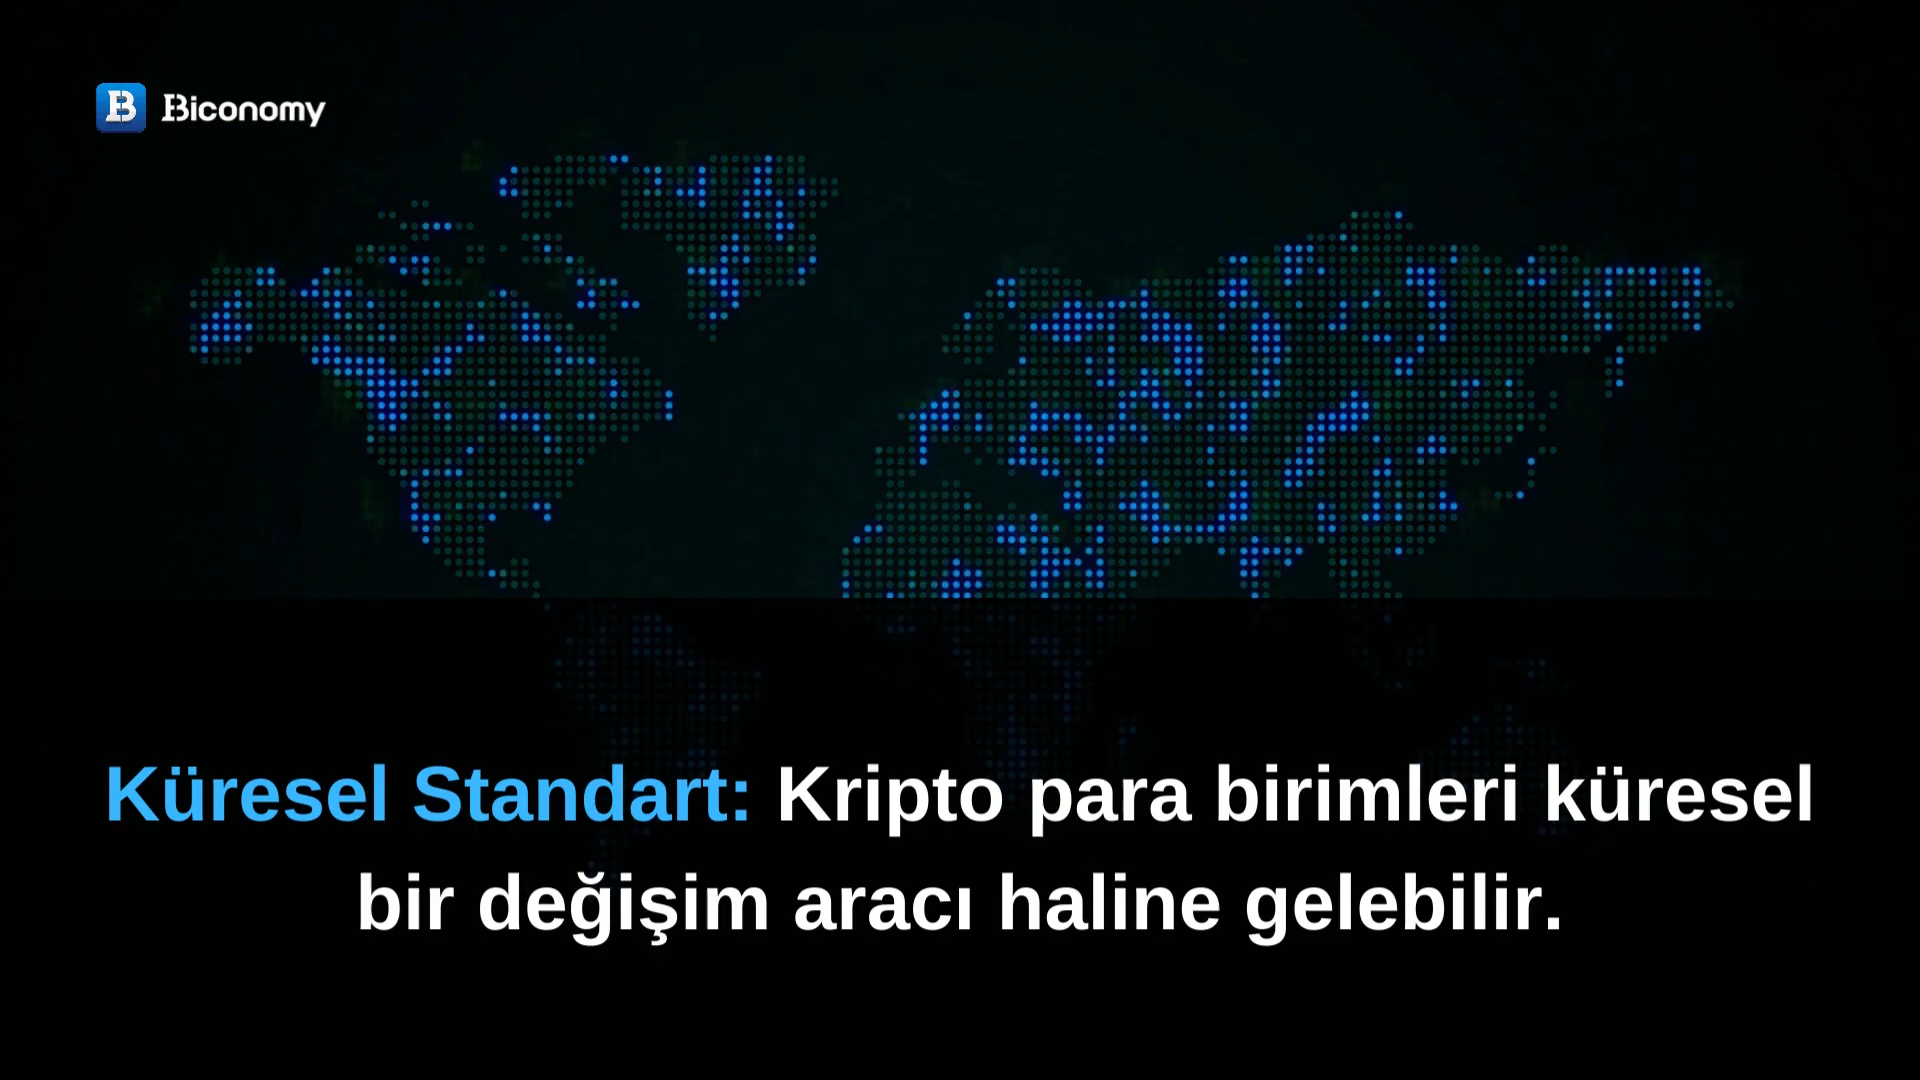 Biconomy
Küresel Standart: Kripto para birimleri küresel
bir değişim aracı haline gelebilir.